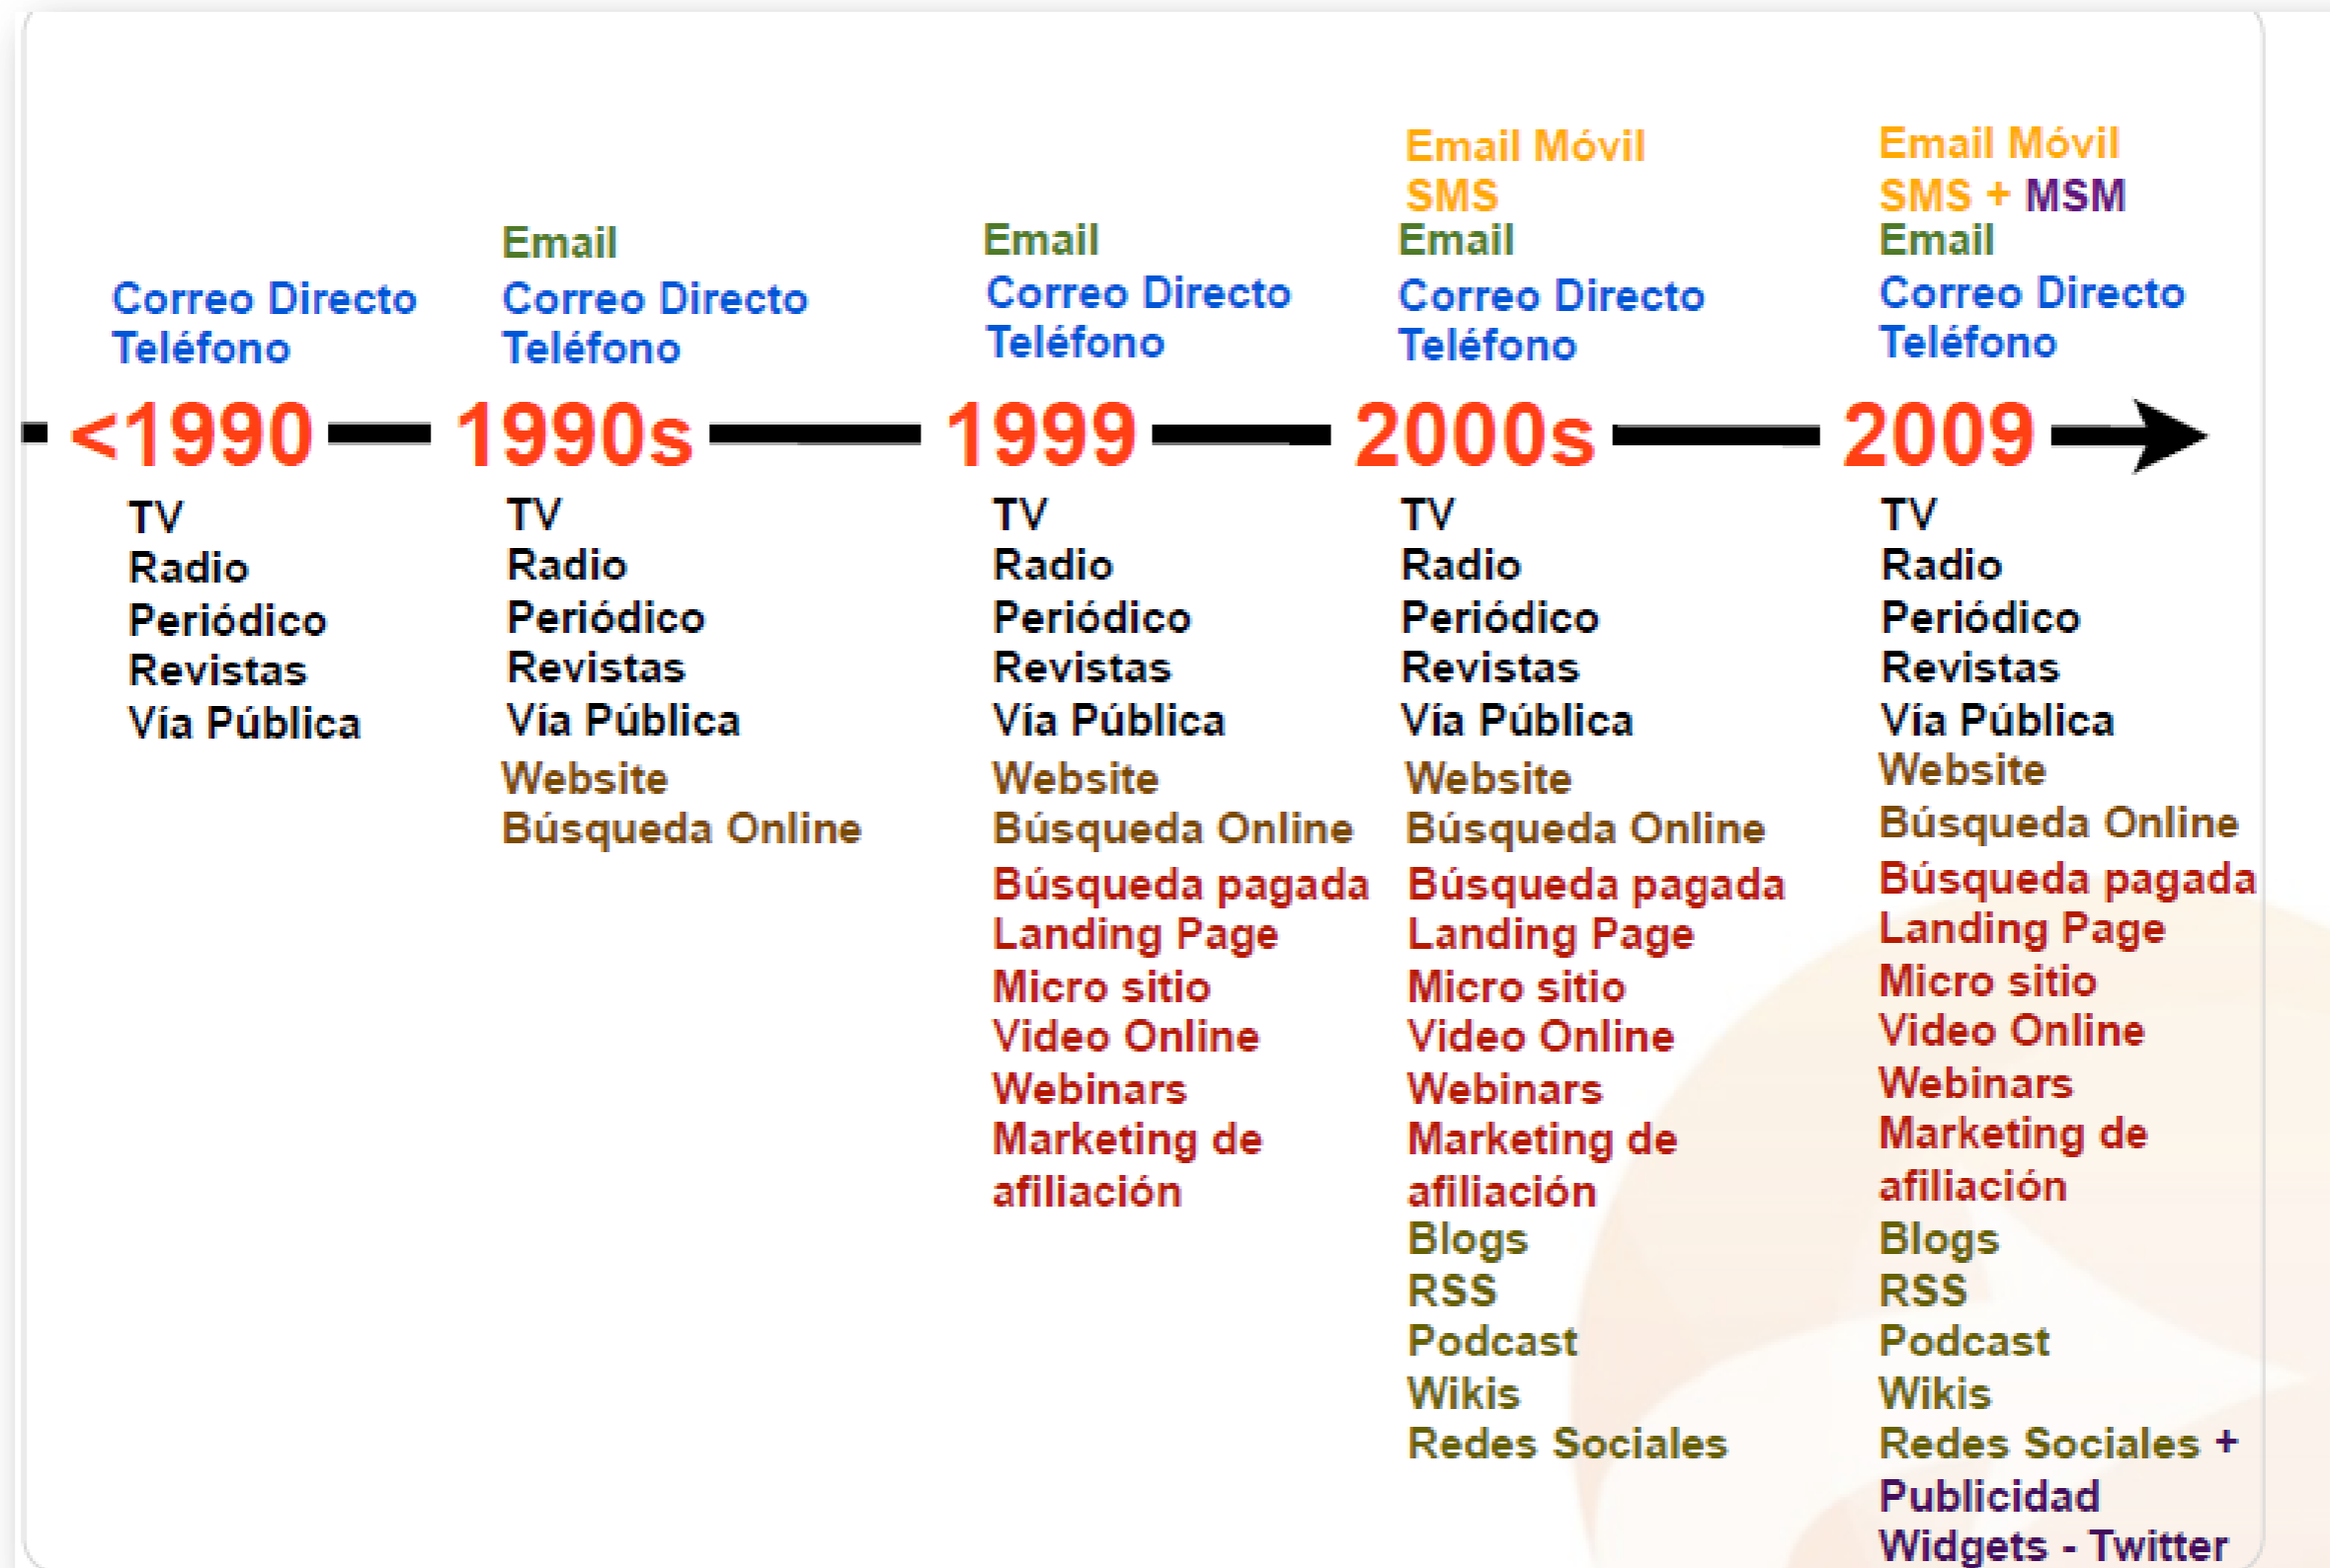 Correo Directo
Teléfono
<1990
TV
Radio
Periódico
Revistas
Vía Pública
Email
Correo Directo
Teléfono
1990s
TV
Radio
Periódico
Revistas
Vía Pública
Website
Búsqueda Online
Email
Correo Directo
Teléfono
1999
TV
Radio
Periódico
Revistas
Vía Pública
Website
Búsqueda Online
Búsqueda pagada
Landing Page
Micro sitio
Video Online
Webinars
Marketing de
afiliación
Email Móvil
SMS
Email
Correo Directo
Teléfono
2000s
TV
Radio
Periódico
Revistas
Vía Pública
Website
Búsqueda Online
Búsqueda pagada
Landing Page
Micro sitio
Video Online
Webinars
Marketing de
afiliación
Blogs
RSS
Podcast
Wikis
Redes Sociales
Email Móvil
SMS + MSM
Email
Correo Directo
Teléfono
2009
TV
Radio
Periódico
Revistas
Vía Pública
Website
Búsqueda Online
Búsqueda pagada
Landing Page
Micro sitio
Video Online
Webinars
Marketing de
afiliación
Blogs
RSS
Podcast
Wikis
Redes Sociales +
Publicidad
Widgets - Twitter